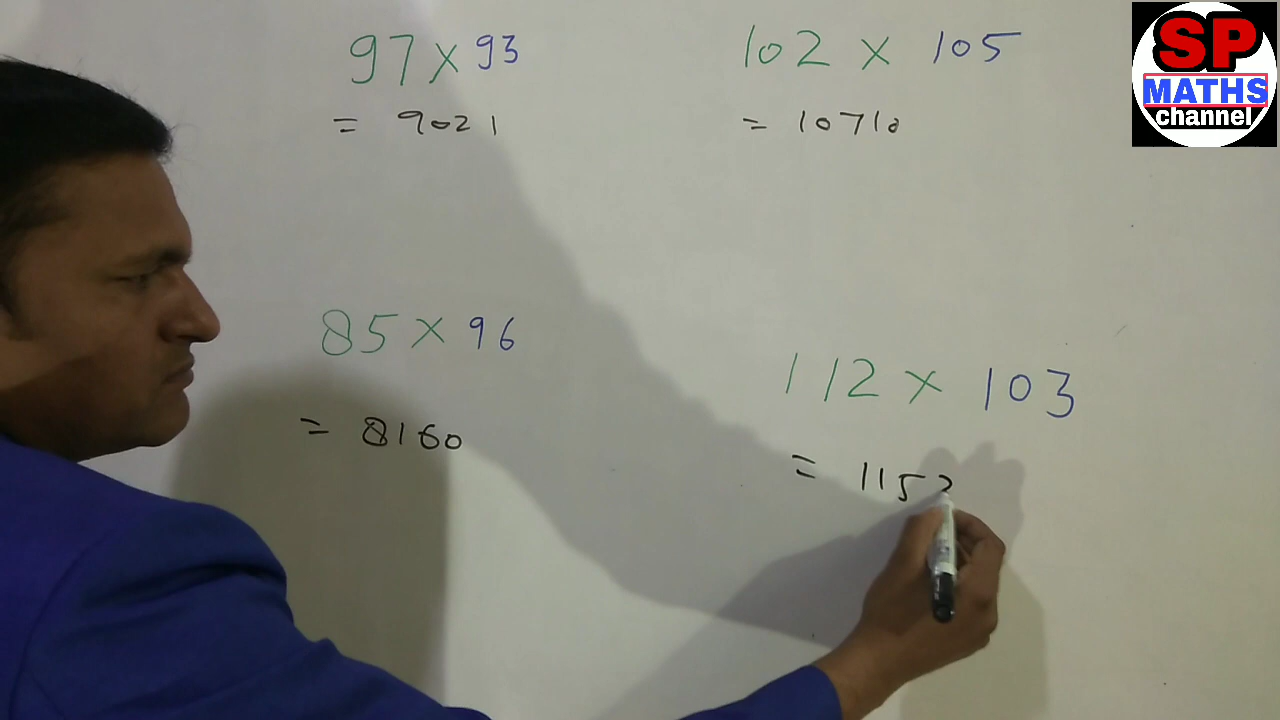 97 × 93
= 9021
102 × 105
= 10710
85 × 96
= 8160
112 × 103
= 115
SP
MATHS
channel